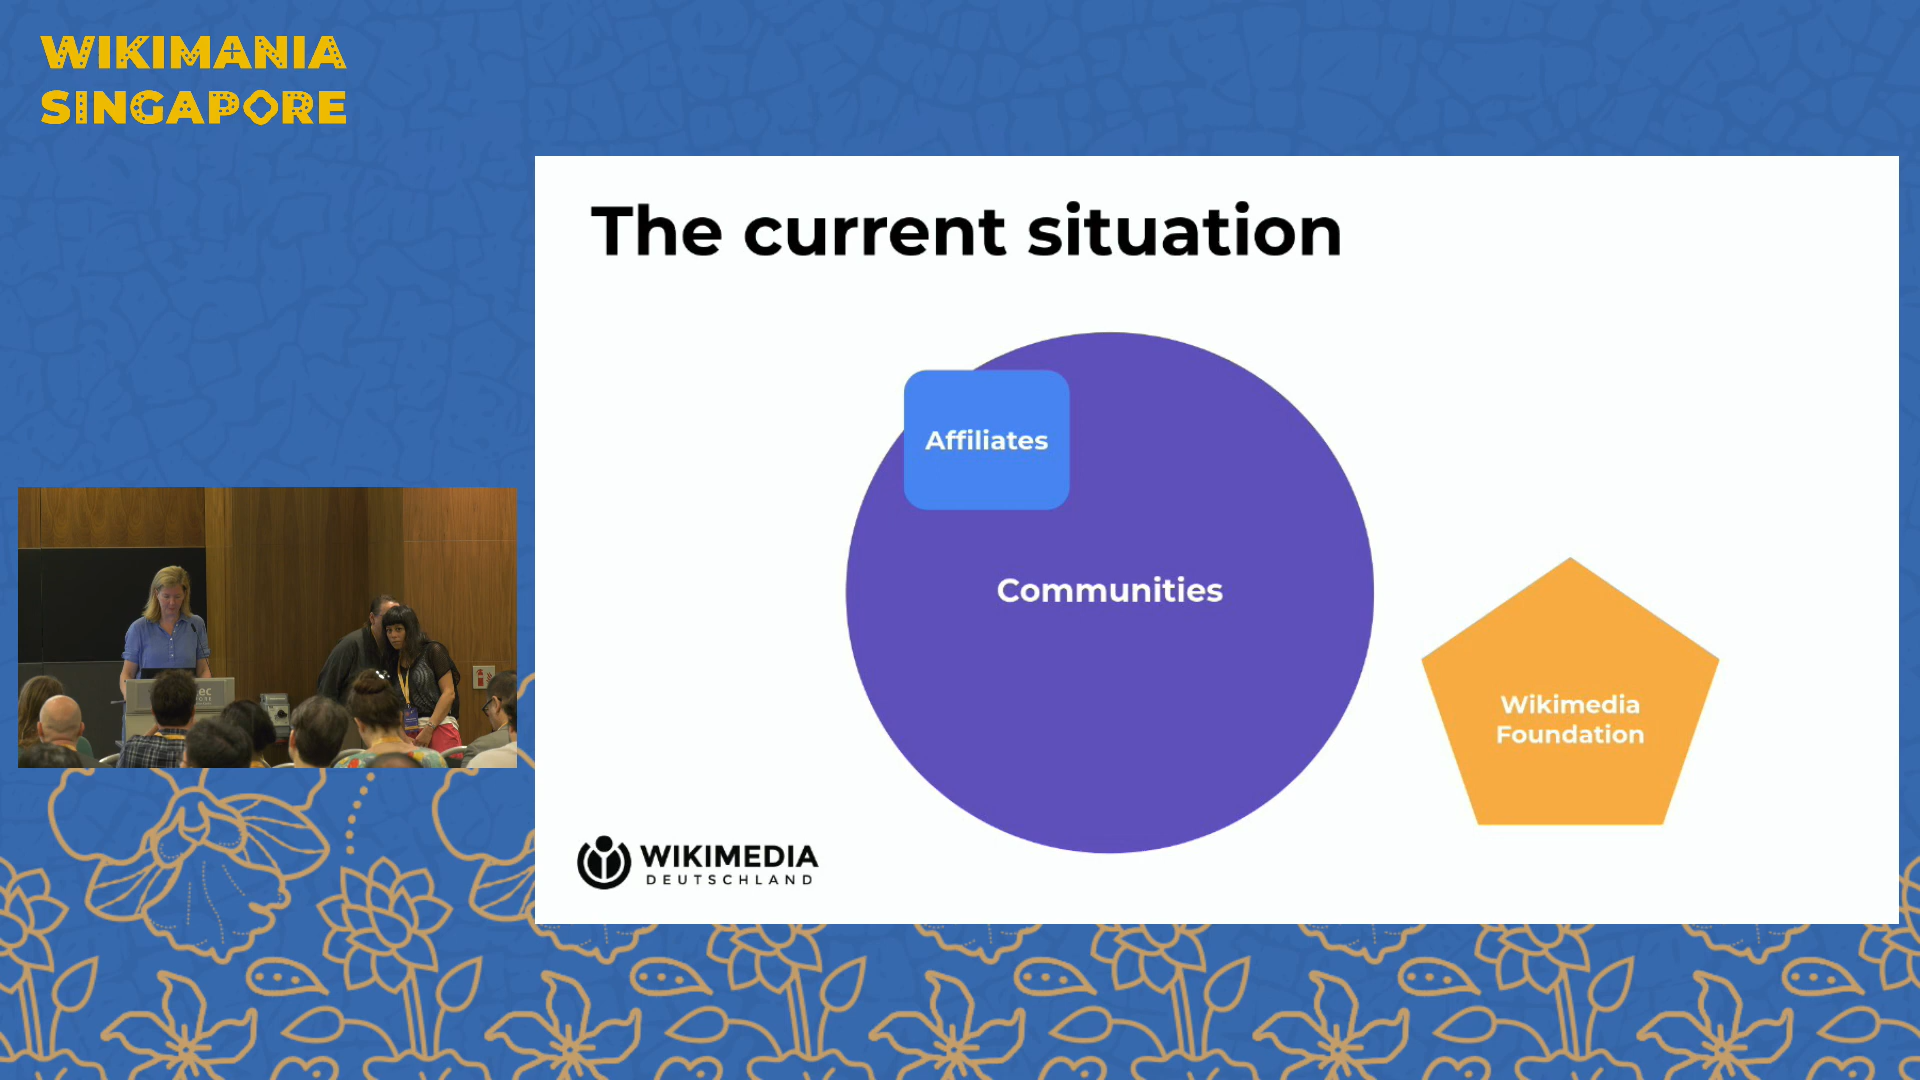 WIKIMANIA
SINGAPORE
The current situation
Affiliates
Communities
Wikimedia
Foundation
WIKIMEDIA
DEUTSCHLAND